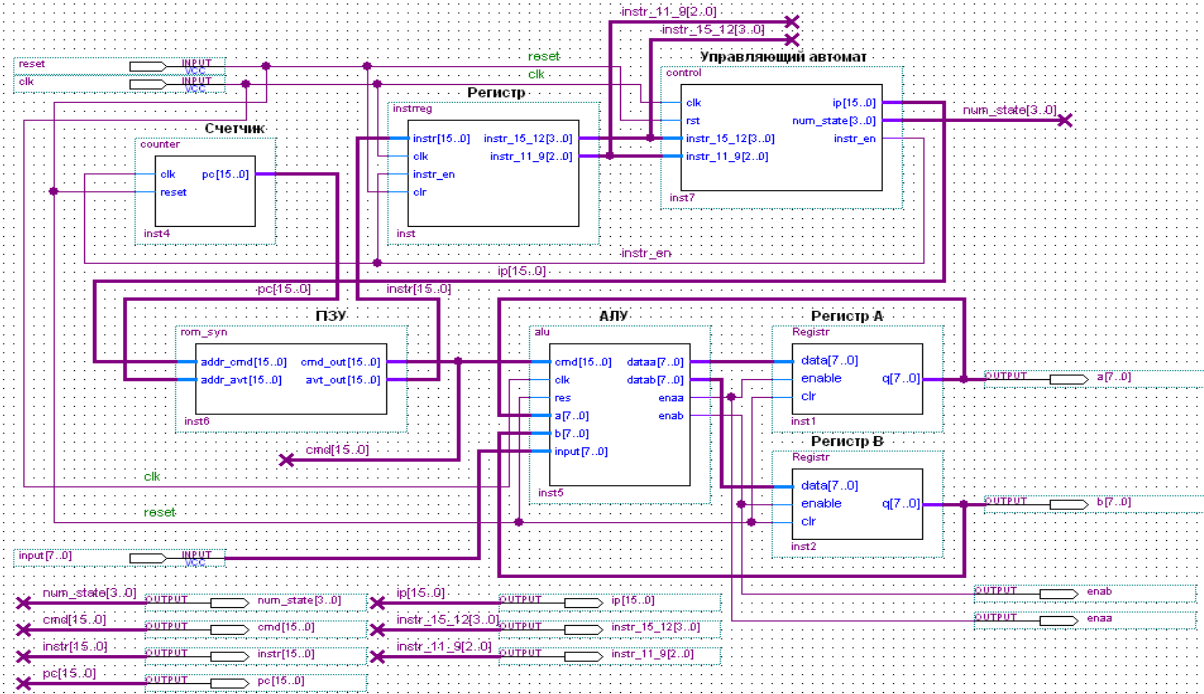 instr_11_9[2..0]
instr_15_12[3..0]
reset
INPUT
VCC
reset
clk
INPUT
VCC
clk
Управляющий автомат
control
clk
rst
instr_15_12[3..0]
instr_11_9[2..0]
ip[15..0]
num_state[3..0]
instr_en
inst7
num_state[3..0]
Регистр
instrreg
instr[15..0]
clk
instr_en
clr
instr_15_12[3..0]
instr_11_9[2..0]
inst
Счетчик
counter
clk
reset
pc[15..0]
inst4
instr_en
ip[15..0]
pc[15..0]
instr[15..0]
ПЗУ
rom_syn
addr_cmd[15..0]
addr_avt[15..0]
cmd_out[15..0]
avt_out[15..0]
inst6
АЛУ
alu
cmd[15..0]
clk
res
a[7..0]
b[7..0]
input[7..0]
dataa[7..0]
datab[7..0]
enaa
enab
inst5
Регистр A
Registr
data[7..0]
enable
clr
q[7..0]
inst1
OUTPUT
a[7..0]
Регистр B
Registr
data[7..0]
enable
clr
q[7..0]
inst2
OUTPUT
b[7..0]
cmd[15..0]
clk
reset
input[7..0]
INPUT
VCC
num_state[3..0]
OUTPUT
num_state[3..0]
ip[15..0]
OUTPUT
ip[15..0]
cmd[15..0]
OUTPUT
cmd[15..0]
instr_15_12[3..0]
OUTPUT
instr_15_12[3..0]
instr[15..0]
OUTPUT
instr[15..0]
instr_11_9[2..0]
OUTPUT
instr_11_9[2..0]
pc[15..0]
OUTPUT
pc[15..0]
OUTPUT
enab
OUTPUT
enaa